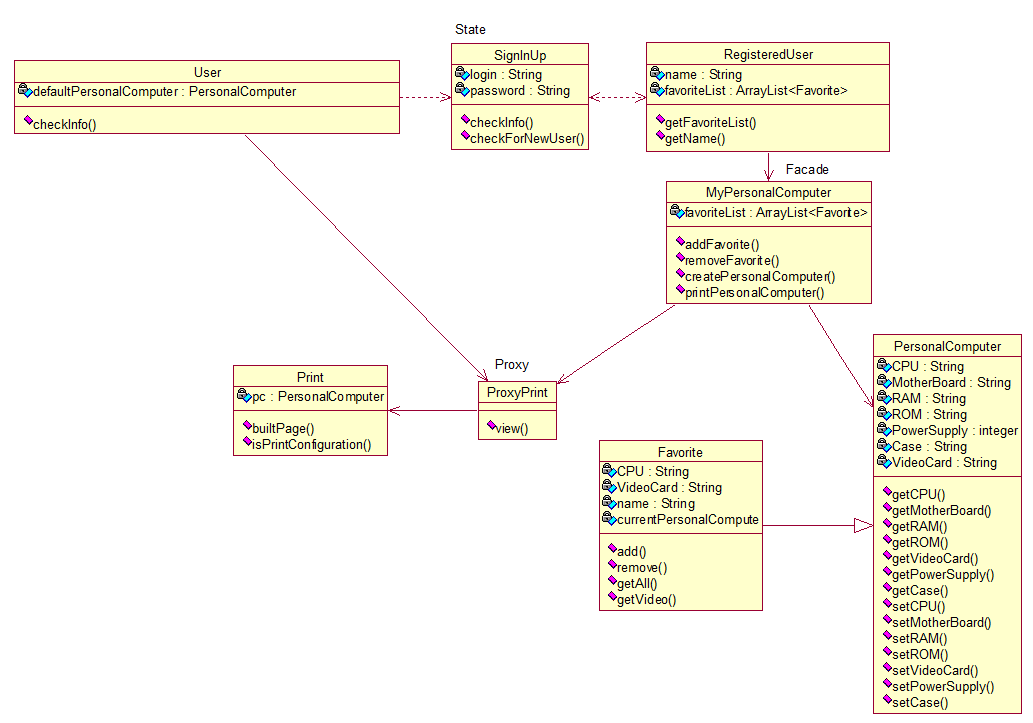 State
User
defaultPersonalComputer : PersonalComputer
checkInfo()
SignInUp
login : String
password : String
checkInfo()
checkForNewUser()
RegisteredUser
name : String
favoriteList : ArrayList<Favorite>
getFavoriteList()
getName()
Facade
MyPersonalComputer
favoriteList : ArrayList<Favorite>
addFavorite()
removeFavorite()
createPersonalComputer()
printPersonalComputer()
Proxy
ProxyPrint
view()
Print
pc : PersonalComputer
builtPage()
isPrintConfiguration()
Favorite
CPU : String
VideoCard : String
name : String
currentPersonalCompute
add()
remove()
getAll()
getVideo()
PersonalComputer
CPU : String
MotherBoard : String
RAM : String
ROM : String
PowerSupply : integer
Case : String
VideoCard : String
getCPU()
getMotherBoard()
getRAM()
getROM()
getVideoCard()
getPowerSupply()
getCase()
setCPU()
setMotherBoard()
setRAM()
setROM()
setVideoCard()
setPowerSupply()
setCase()